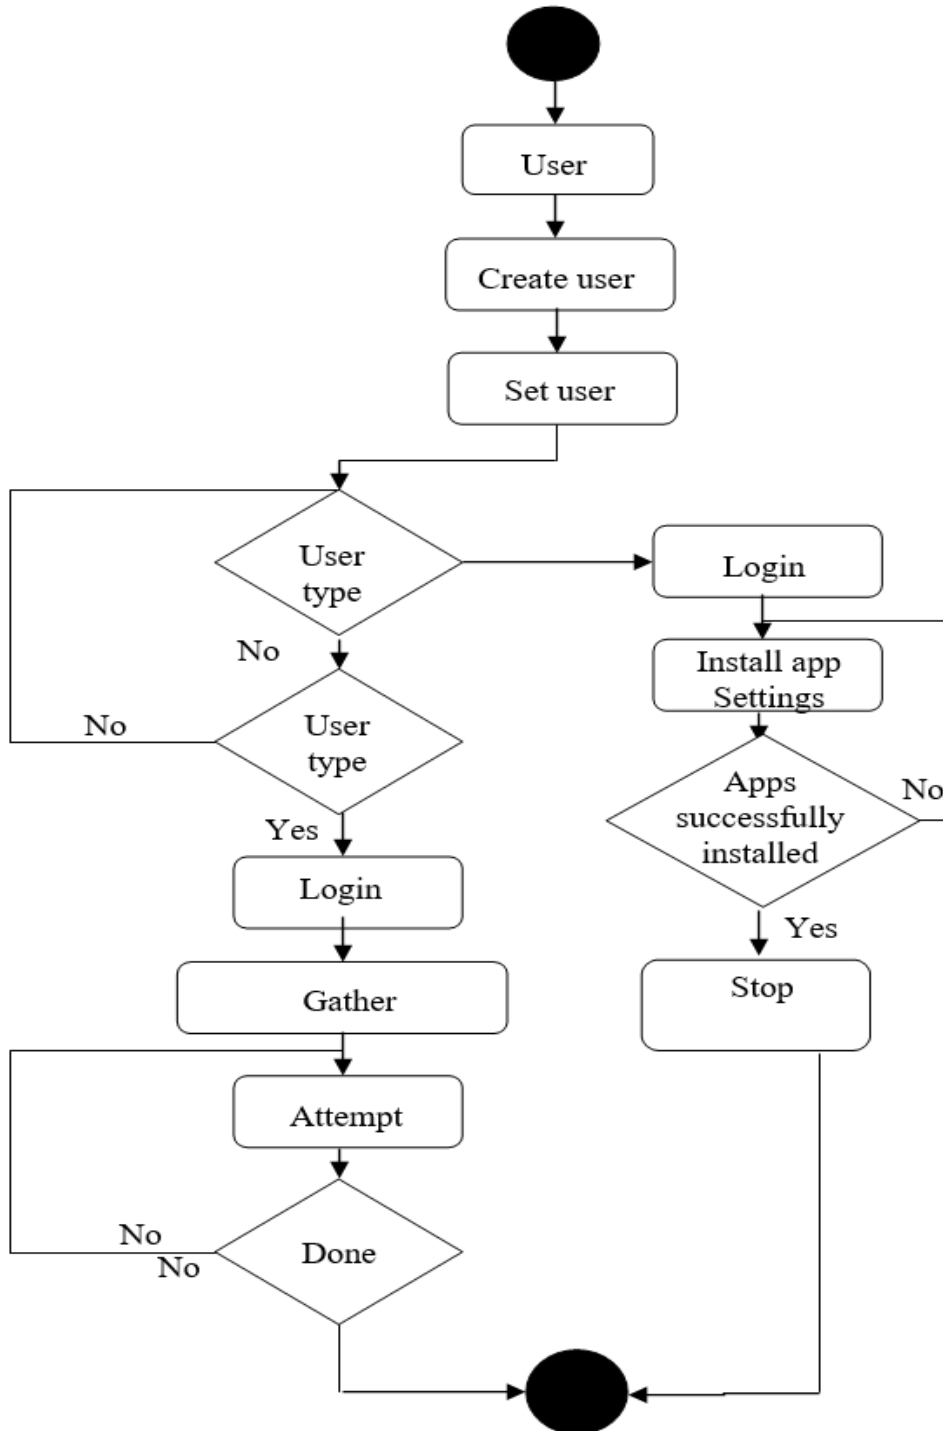 User
Create user
Set user
User
type
Login
No
Install app
Settings
User
type
No
Apps
successfully
installed
No
Yes
Login
Yes
Stop
Gather
Attempt
No
No
Done